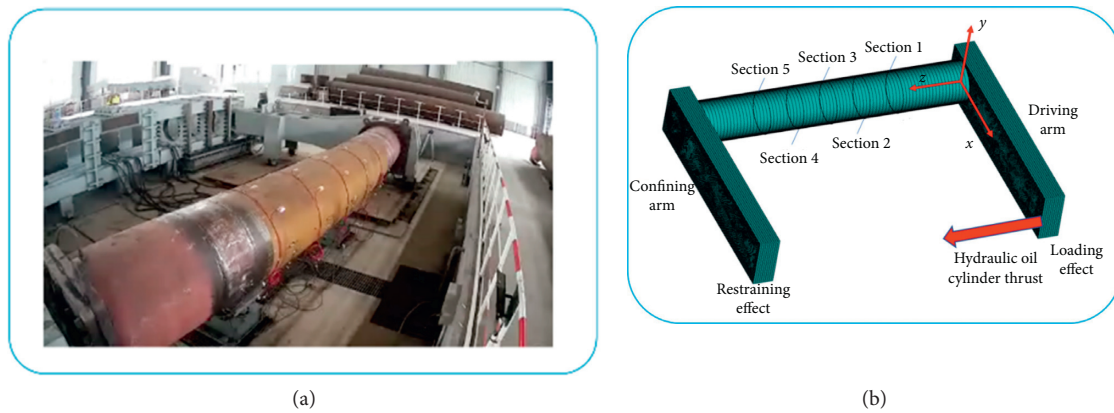 y
Section 1
Section 3
Section 5
z
Driving
arm
x
Section 2
Section 4
Confining
arm
Hydraulic oil
cylinder thrust
Loading
effect
Restraining
effect
(a)
(b)